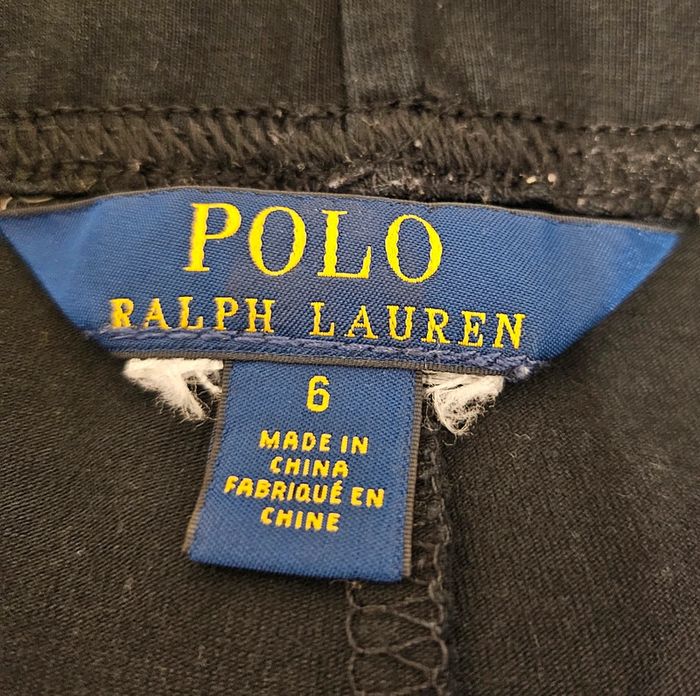 POLO
RALPH LAUREN
6
MADE IN
CHINA
FABRIQUÉ EN
CHINE